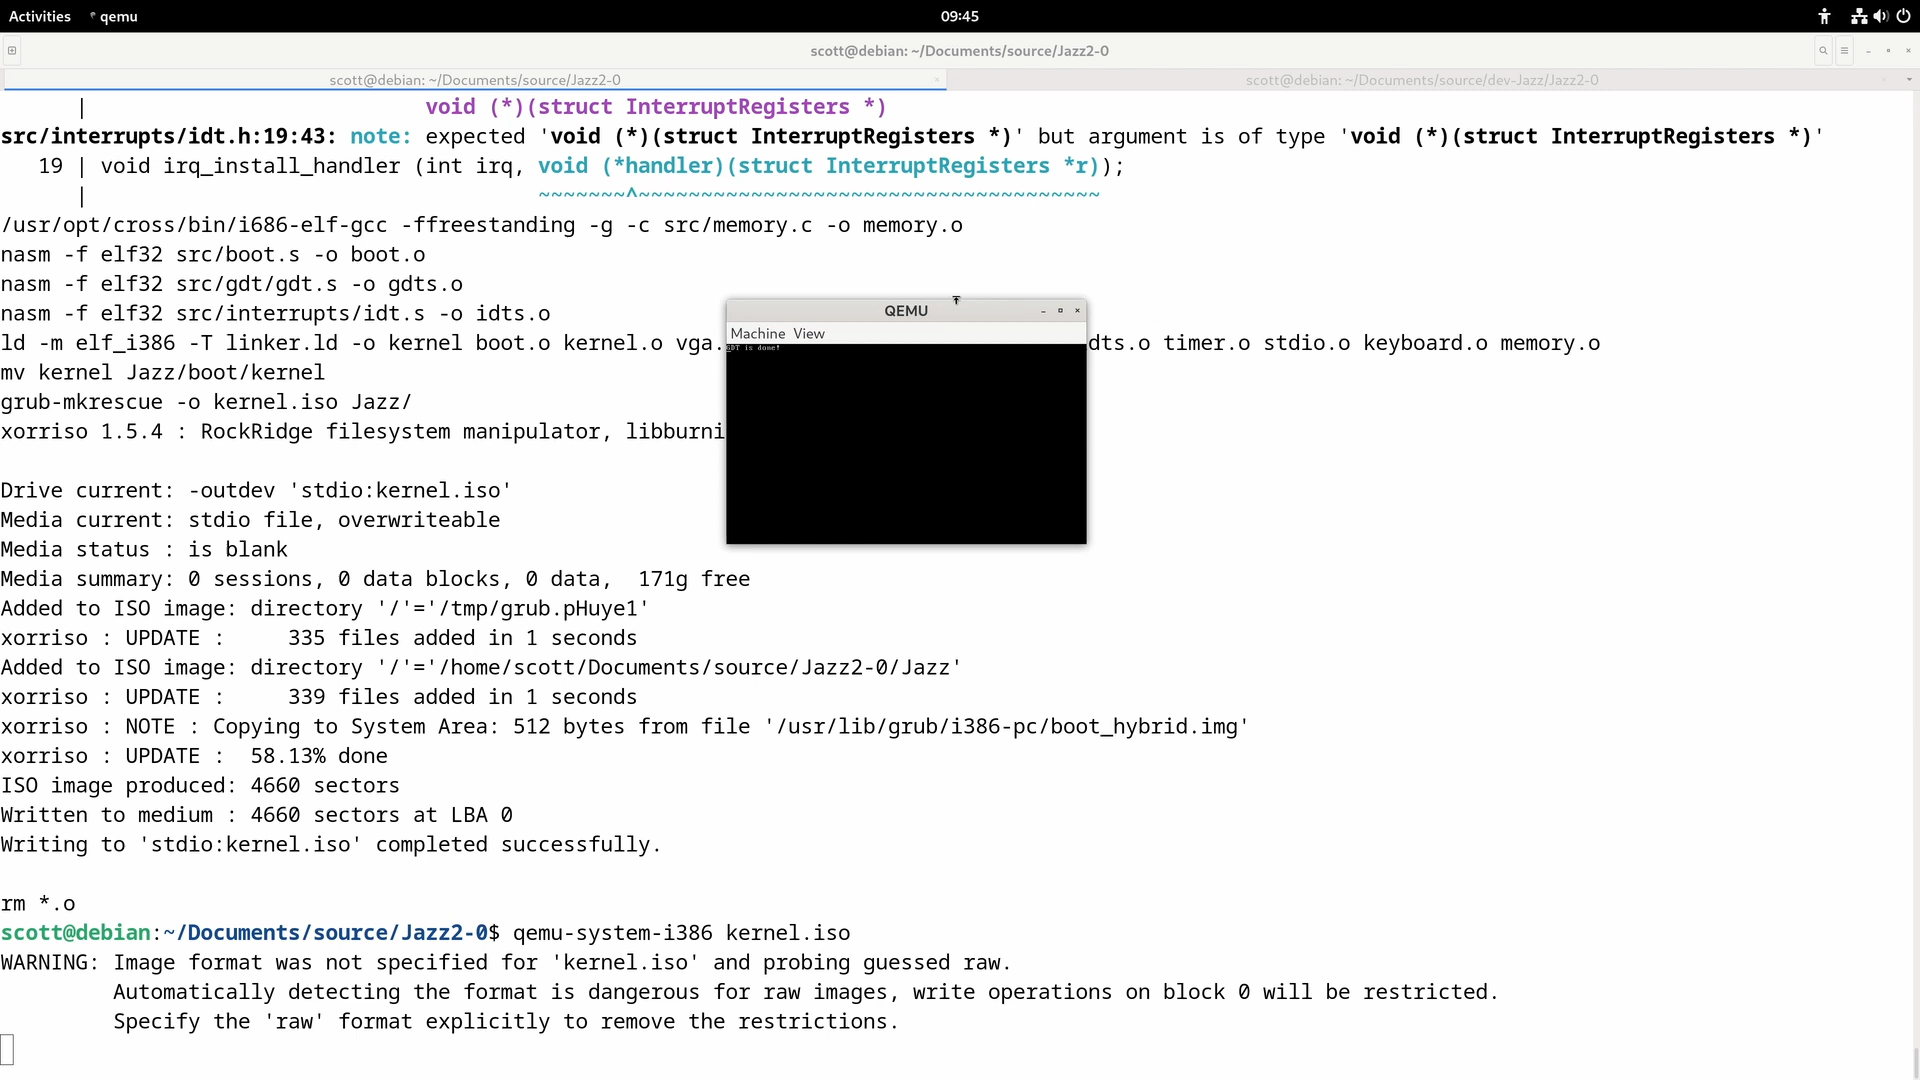 Activities qemu 09:45
scott@debian: ~/Documents/source/Jazz2-0
scott@debian: ~/Documents/source/Jazz2-0 × scott@debian: ~/Documents/source/dev-Jazz/Jazz2-0 ×
| void (*)(struct InterruptRegisters *)
src/interrupts/idt.h:19:43: note: expected 'void (*)(struct InterruptRegisters *)' but argument is of type 'void (*)(struct InterruptRegisters *)'
19 | void irq_install_handler (int irq, void (*handler)(struct InterruptRegisters *r));
| ~~~~~~~^~~~~~~~~~~~~~~~~~~~~~~~~~~~~~~~~~~~~~
/usr/opt/cross/bin/i686-elf-gcc -ffreestanding -g -c src/memory.c -o memory.o
nasm -f elf32 src/boot.s -o boot.o
nasm -f elf32 src/gdt/gdt.s -o gdts.o
nasm -f elf32 src/interrupts/idt.s -o idts.o
ld -m elf_i386 -T linker.ld -o kernel boot.o kernel.o vga. dts.o timer.o stdio.o keyboard.o memory.o
mv kernel Jazz/boot/kernel
grub-mkrescue -o kernel.iso Jazz/
xorriso 1.5.4 : RockRidge filesystem manipulator, libburni
QEMU
Machine View
GDT is done!
Drive current: -outdev 'stdio:kernel.iso'
Media current: stdio file, overwriteable
Media status : is blank
Media summary: 0 sessions, 0 data blocks, 0 data, 171g free
Added to ISO image: directory '/'='/tmp/grub.pHuye1'
xorriso : UPDATE : 335 files added in 1 seconds
Added to ISO image: directory '/'='/home/scott/Documents/source/Jazz2-0/Jazz'
xorriso : UPDATE : 339 files added in 1 seconds
xorriso : NOTE : Copying to System Area: 512 bytes from file '/usr/lib/grub/i386-pc/boot_hybrid.img'
xorriso : UPDATE : 58.13% done
ISO image produced: 4660 sectors
Written to medium : 4660 sectors at LBA 0
Writing to 'stdio:kernel.iso' completed successfully.
rm *.o
scott@debian:~/Documents/source/Jazz2-0$ qemu-system-i386 kernel.iso
WARNING: Image format was not specified for 'kernel.iso' and probing guessed raw.
Automatically detecting the format is dangerous for raw images, write operations on block 0 will be restricted.
Specify the 'raw' format explicitly to remove the restrictions.